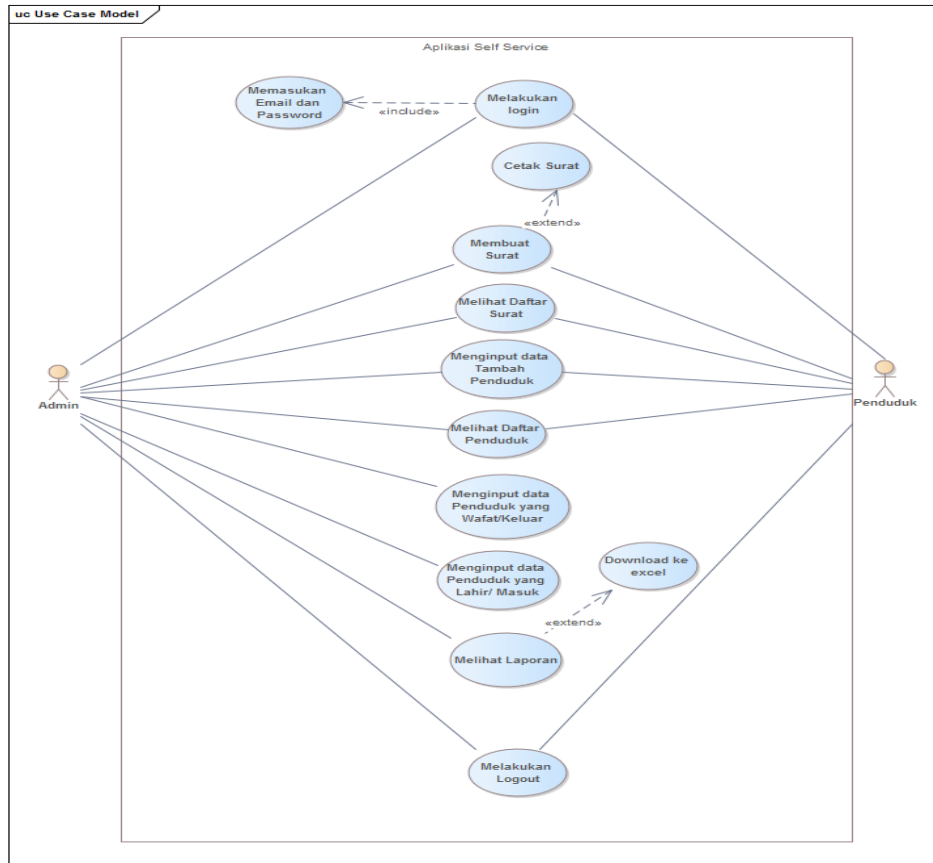 uc Use Case Model
Aplikasi Self Service
Memasukan
Email dan
Password
«include»
Melakukan
login
Cetak Surat
«extend»
Membuat
Surat
Melihat Daftar
Surat
Menginput data
Tambah
Penduduk
Admin
Penduduk
Melihat Daftar
Penduduk
Menginput data
Penduduk yang
Wafat/Keluar
Menginput data
Penduduk yang
Lahir/ Masuk
Download ke
excel
«extend»
Melihat Laporan
Melakukan
Logout